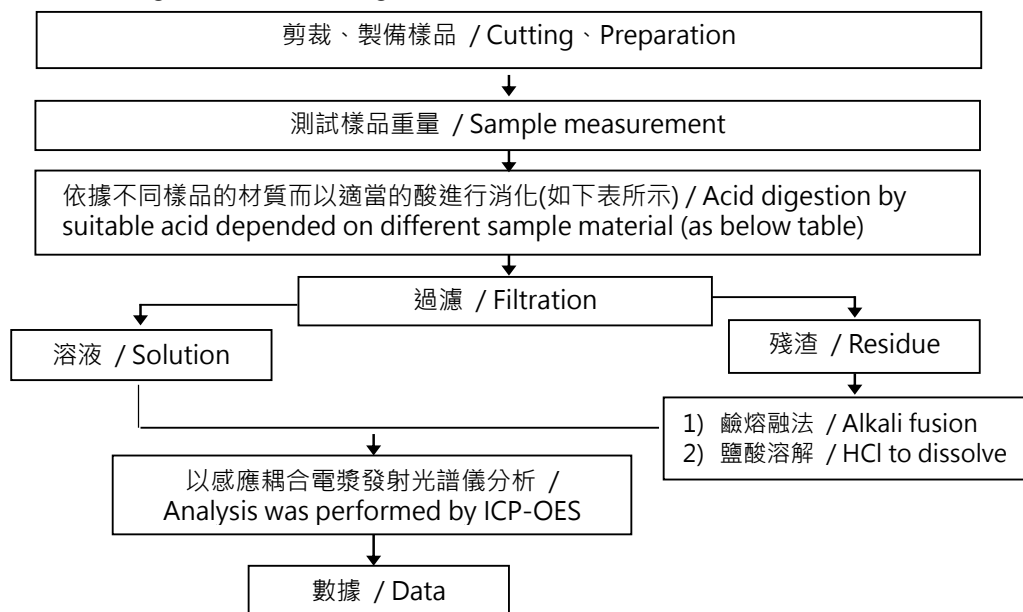 剪裁、製備樣品 / Cutting、Preparation
測試樣品重量 / Sample measurement
依據不同樣品的材質而以適當的酸進行消化(如下表所示) / Acid digestion by
suitable acid depended on different sample material (as below table)
過濾 / Filtration
溶液 / Solution
殘渣 / Residue
1) 鹼熔融法 / Alkali fusion
2) 鹽酸溶解 / HCl to dissolve
以感應耦合電漿發射光譜儀分析 /
Analysis was performed by ICP-OES
數據 / Data